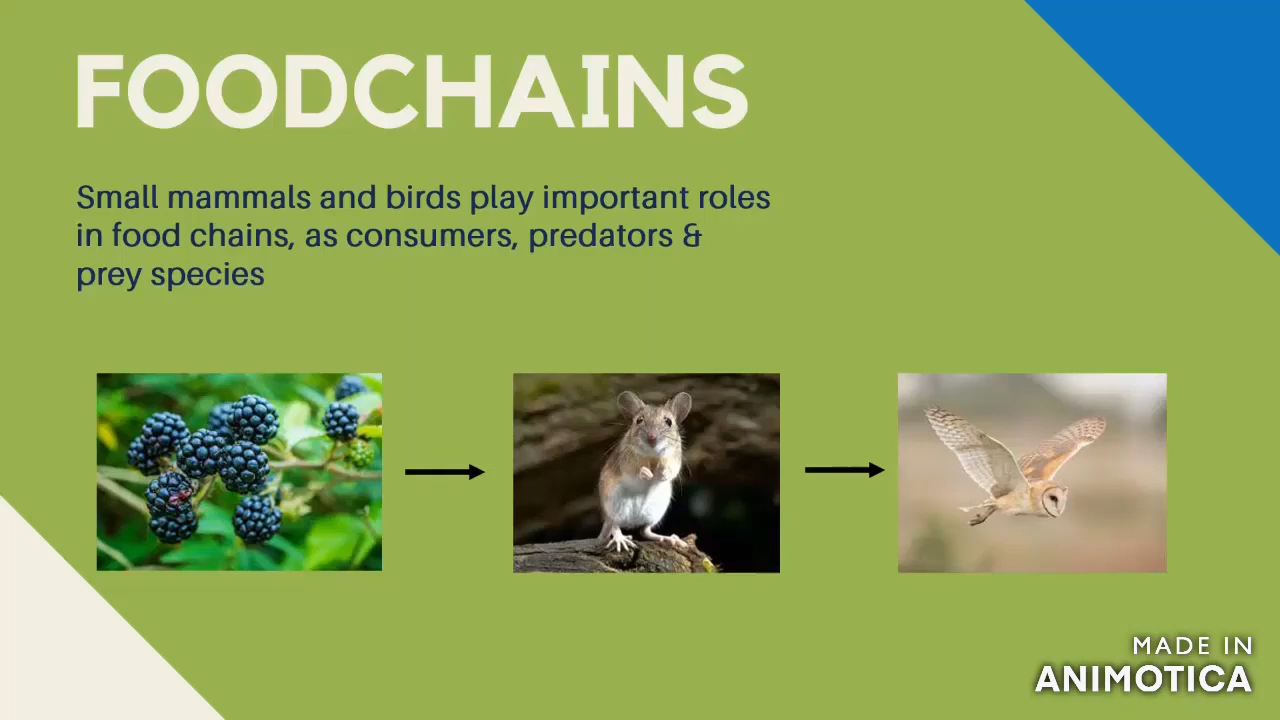 FOODCHAINS
Small mammals and birds play important roles
in food chains, as consumers, predators &
prey species
MADE IN
ANIMOTICA